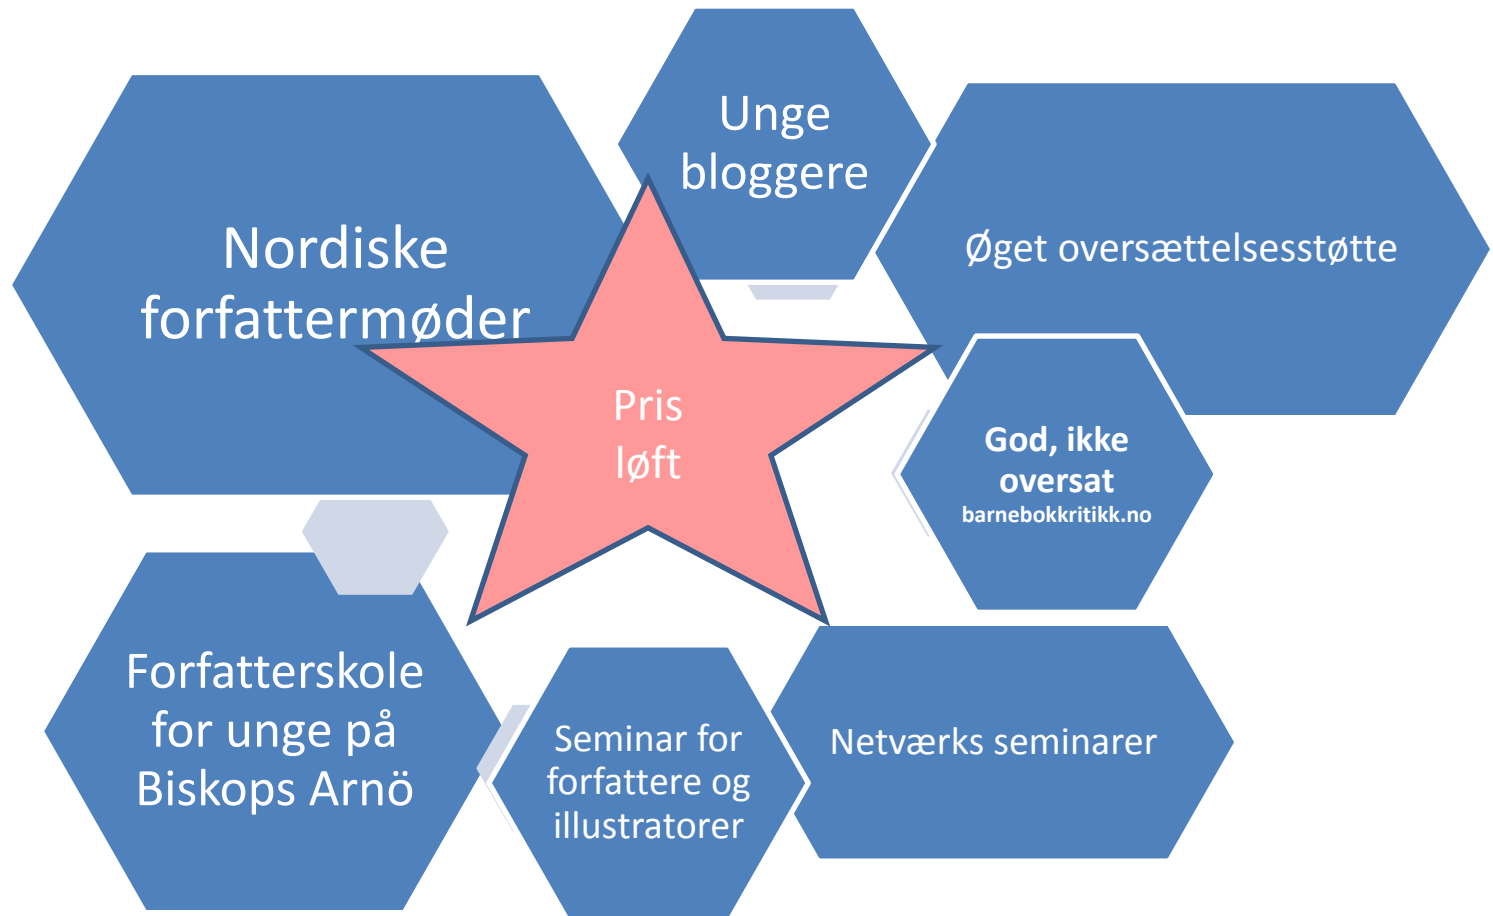 Unge
bloggere
Nordiske
forfattermøder
Øget oversættelsesstøtte
Pris
løft
God, ikke
oversat
barnebokkritikk.no
Forfatterskole
for unge på
Biskops Arnö
Seminar for
forfattere og
illustratorer
Netværks seminarer